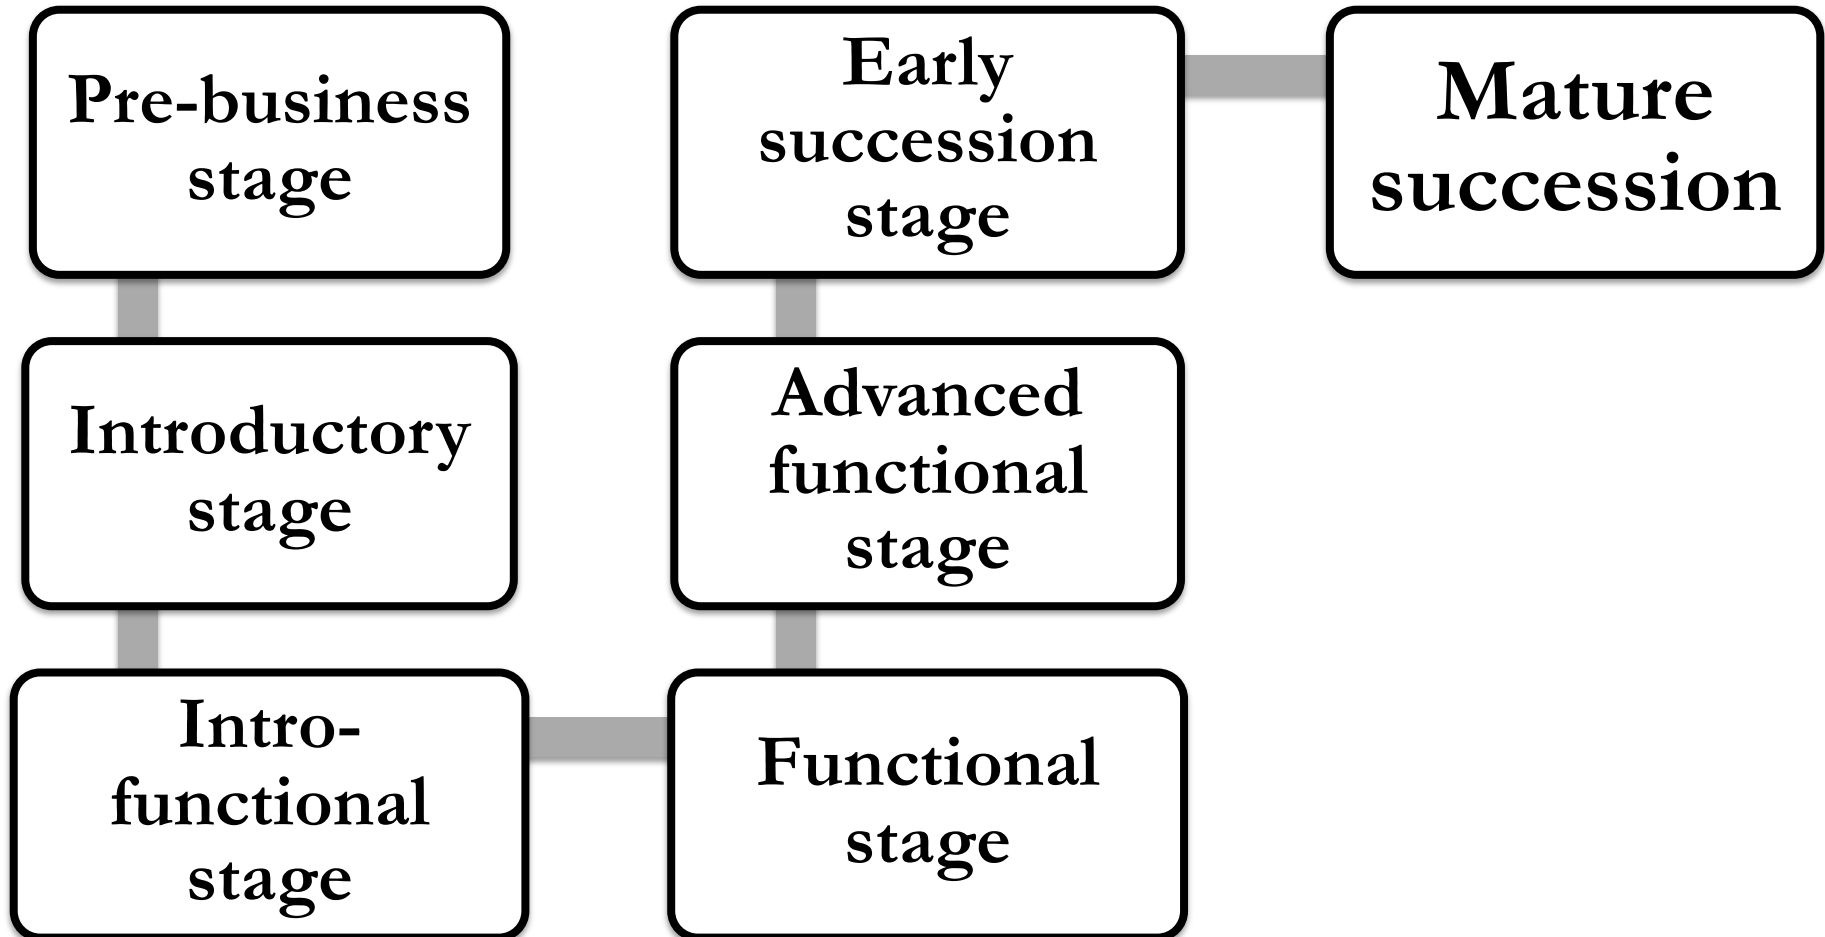 Pre-business
stage
Introductory
stage
Intro-
functional
stage
Functional
stage
Advanced
functional
stage
Early
succession
stage
Mature
succession